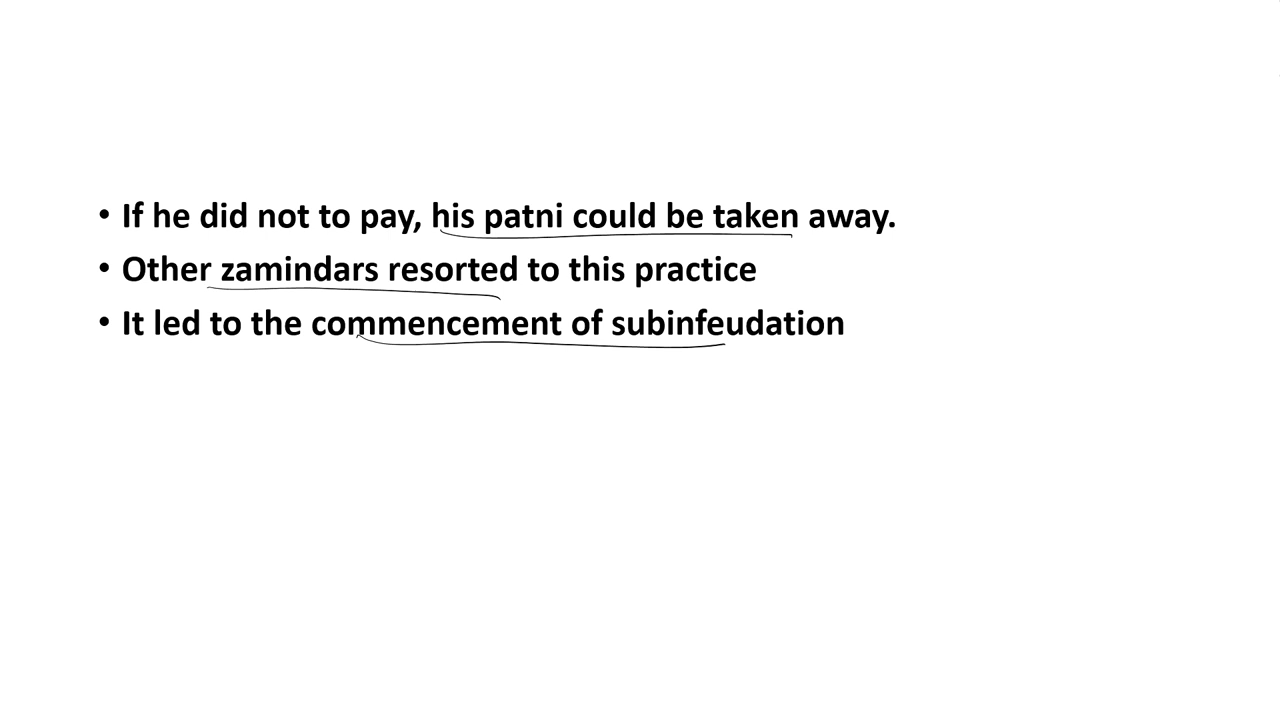 • If he did not to pay, his patni could be taken away.
• Other zamindars resorted to this practice
• It led to the commencement of subinfeudation